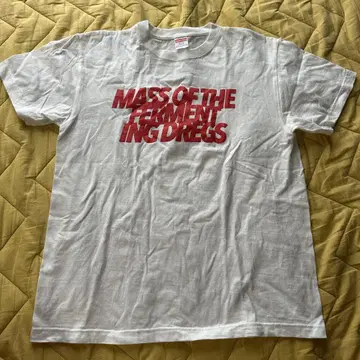 MASS OF THE
FERMENT
ING DREGS